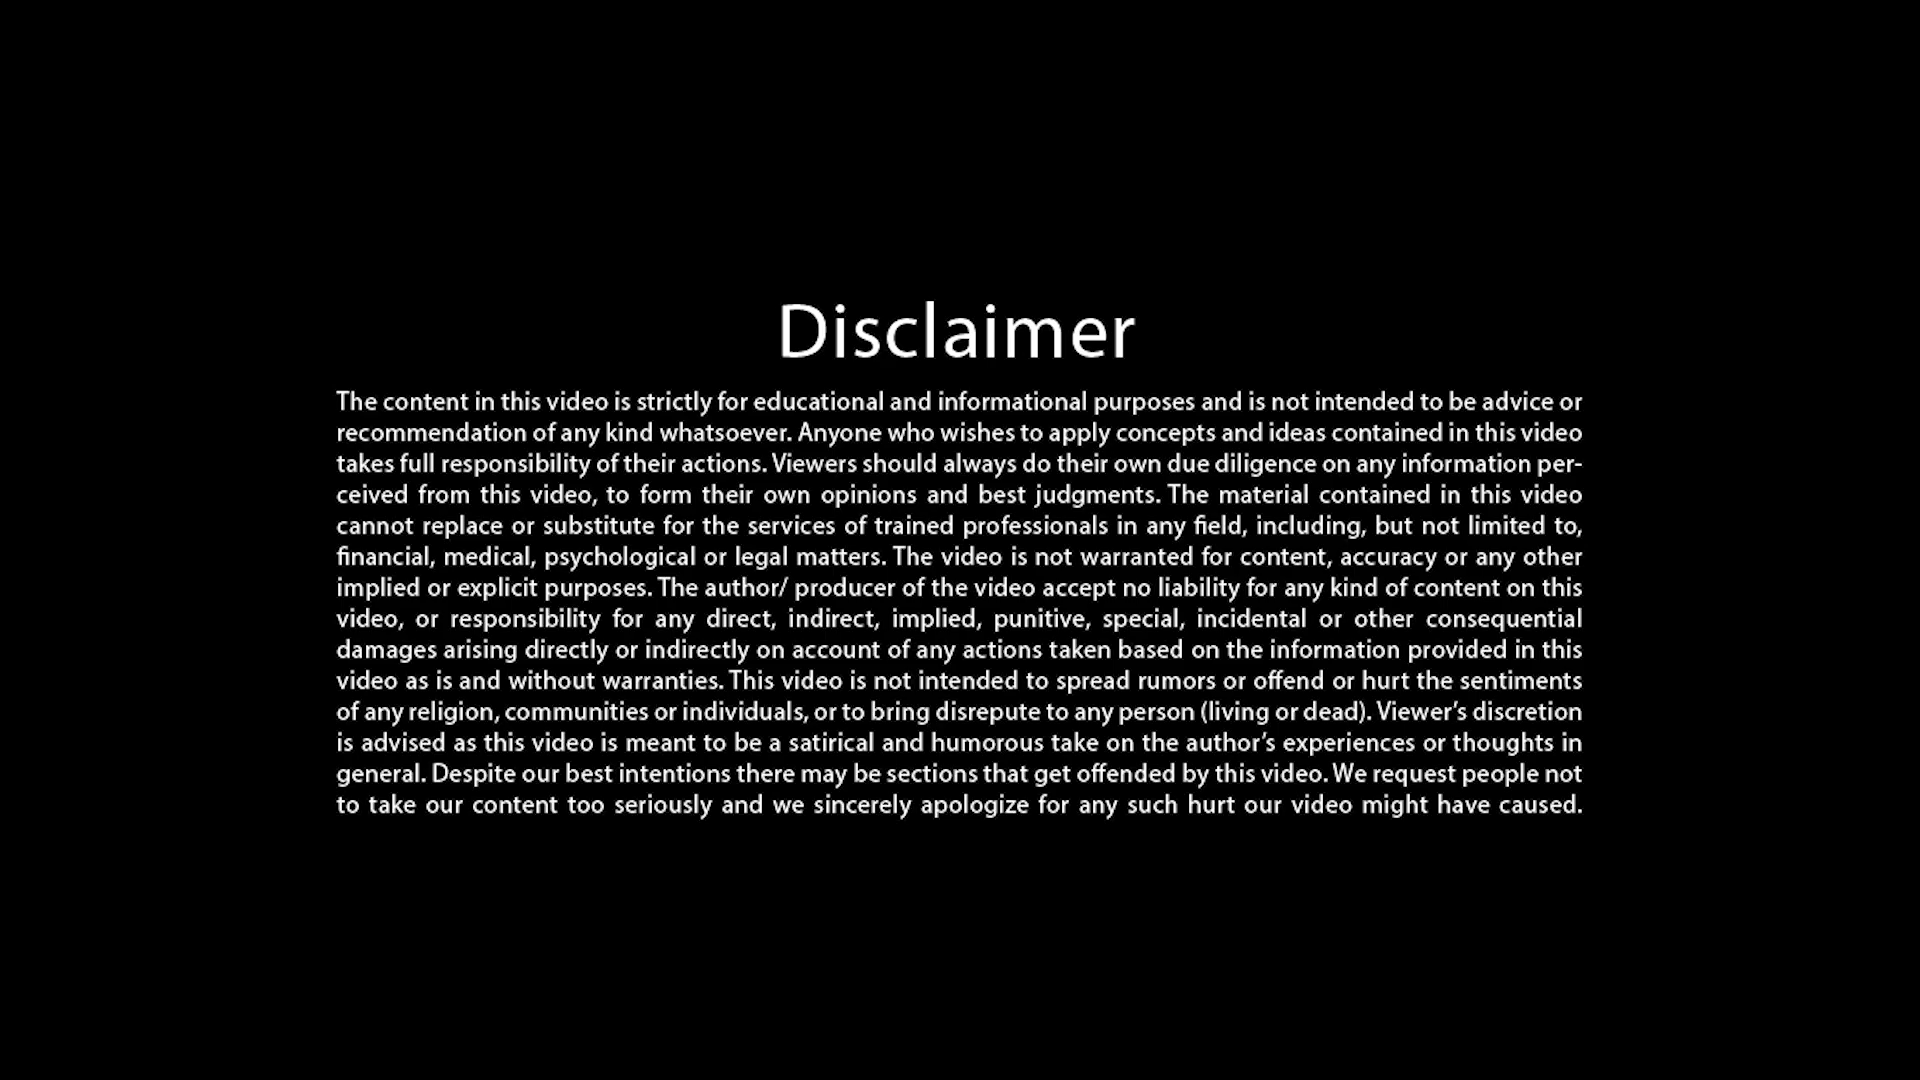 Disclaimer
The content in this video is strictly for educational and informational purposes and is not intended to be advice or
recommendation of any kind whatsoever. Anyone who wishes to apply concepts and ideas contained in this video
takes full responsibility of their actions. Viewers should always do their own due diligence on any information per-
ceived from this video, to form their own opinions and best judgments. The material contained in this video
cannot replace or substitute for the services of trained professionals in any field, including, but not limited to,
financial, medical, psychological or legal matters. The video is not warranted for content, accuracy or any other
implied or explicit purposes. The author/ producer of the video accept no liability for any kind of content on this
video, or responsibility for any direct, indirect, implied, punitive, special, incidental or other consequential
damages arising directly or indirectly on account of any actions taken based on the information provided in this
video as is and without warranties. This video is not intended to spread rumors or offend or hurt the sentiments
of any religion, communities or individuals, or to bring disrepute to any person (living or dead). Viewer’s discretion
is advised as this video is meant to be a satirical and humorous take on the author’s experiences or thoughts in
general. Despite our best intentions there may be sections that get offended by this video. We request people not
to take our content too seriously and we sincerely apologize for any such hurt our video might have caused.